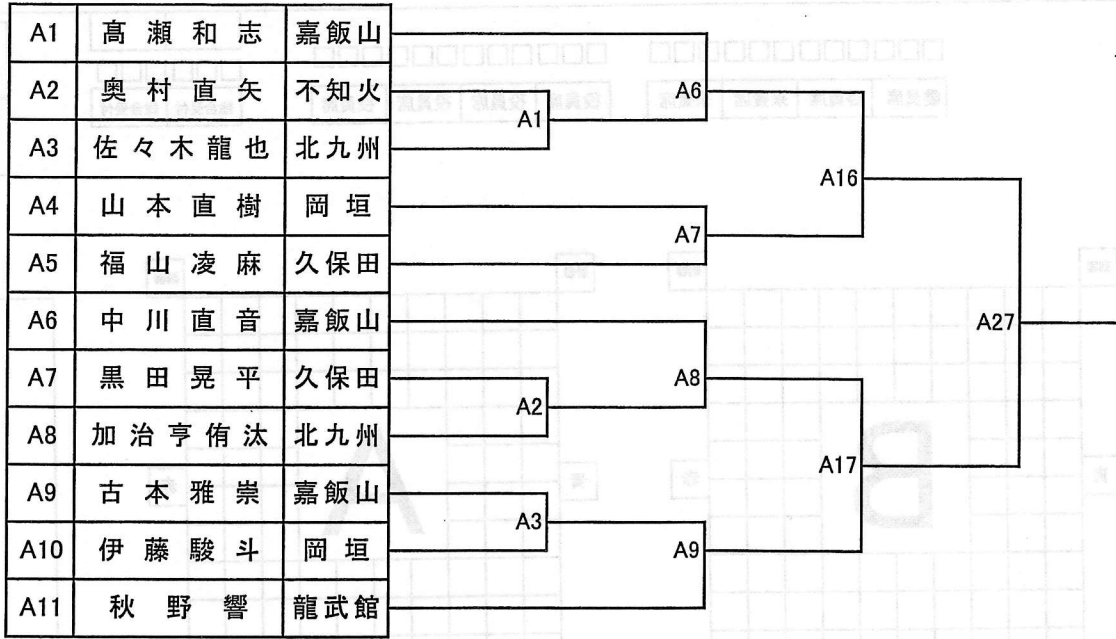 A1 髙瀬和志 嘉飯山
A2 奥村直矢 不知火
A3 佐々木龍也 北九州
A4 山本直樹 岡垣
A5 福山凌麻 久保田
A6 中川直音 嘉飯山
A7 黒田晃平 久保田
A8 加治亨侑汰 北九州
A9 古本雅崇 嘉飯山
A10 伊藤駿斗 岡垣
A11 秋野響 龍武館
A6
A1
A16
A7
A27
A8
A2
A17
A3
A9